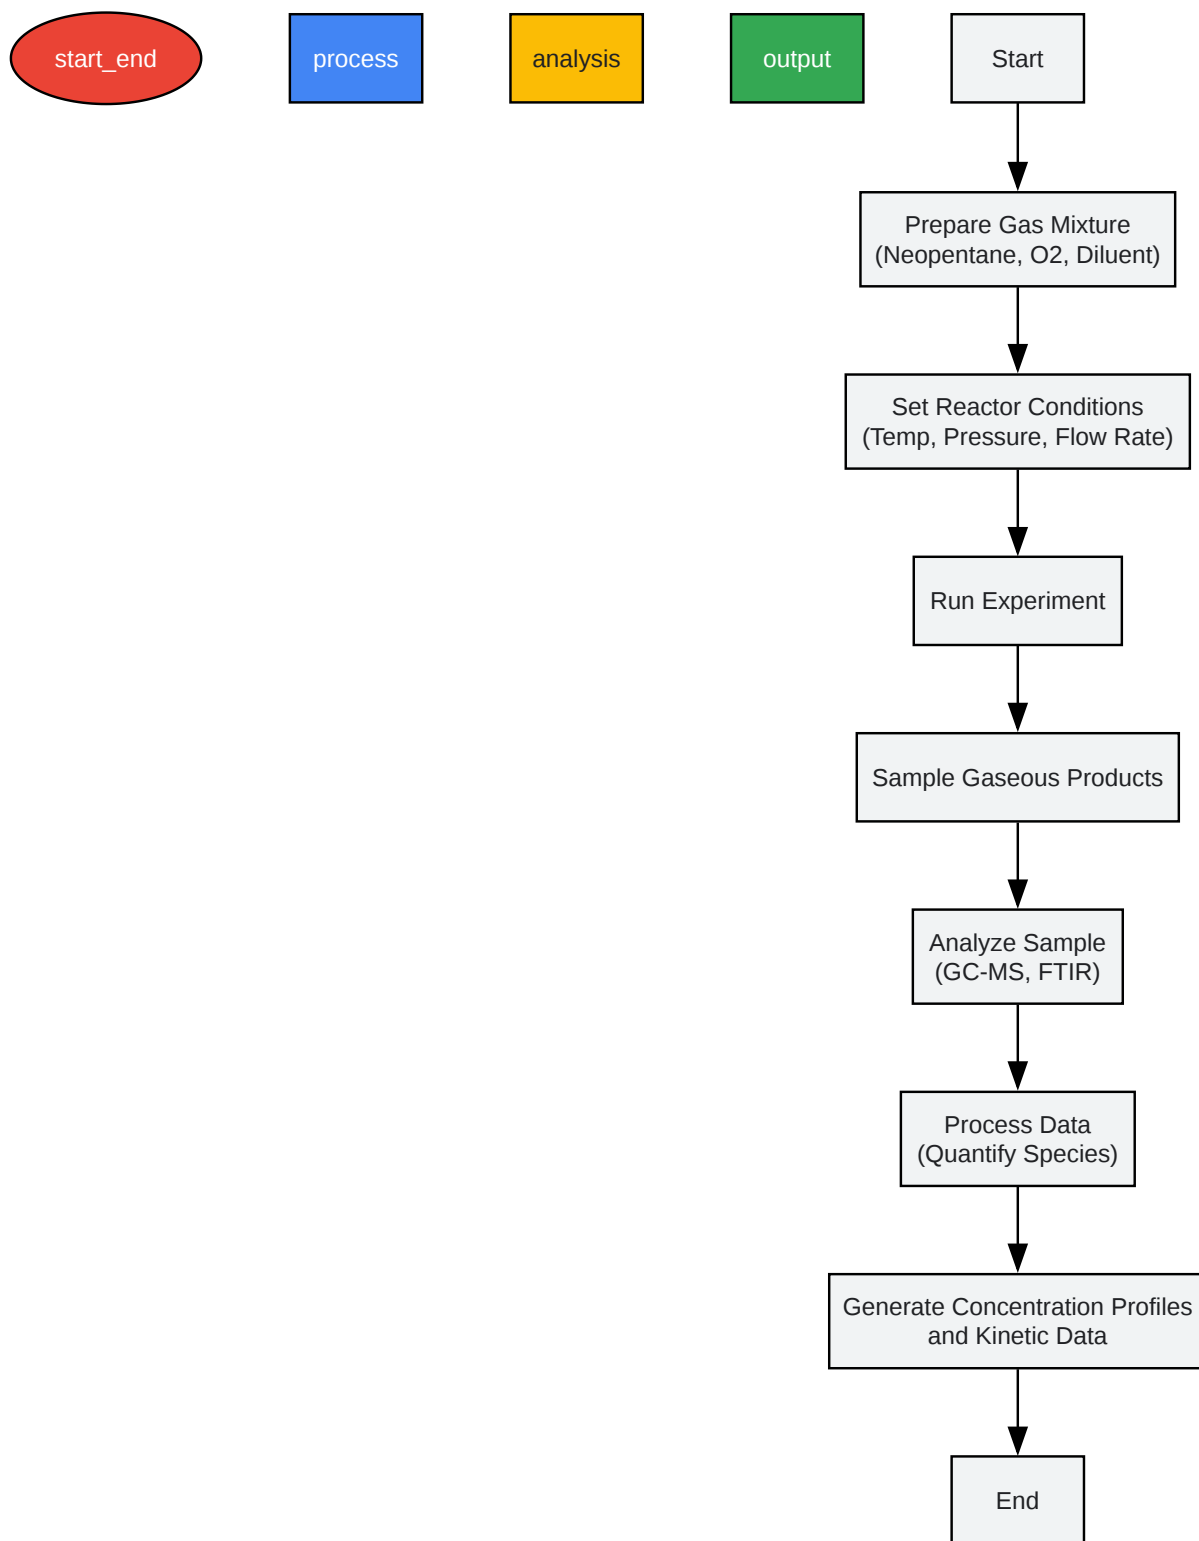 start_end
process
analysis
output
Start
Prepare Gas Mixture
(Neopentane, O2, Diluent)
Set Reactor Conditions
(Temp, Pressure, Flow Rate)
Run Experiment
Sample Gaseous Products
Analyze Sample
(GC-MS, FTIR)
Process Data
(Quantify Species)
Generate Concentration Profiles
and Kinetic Data
End